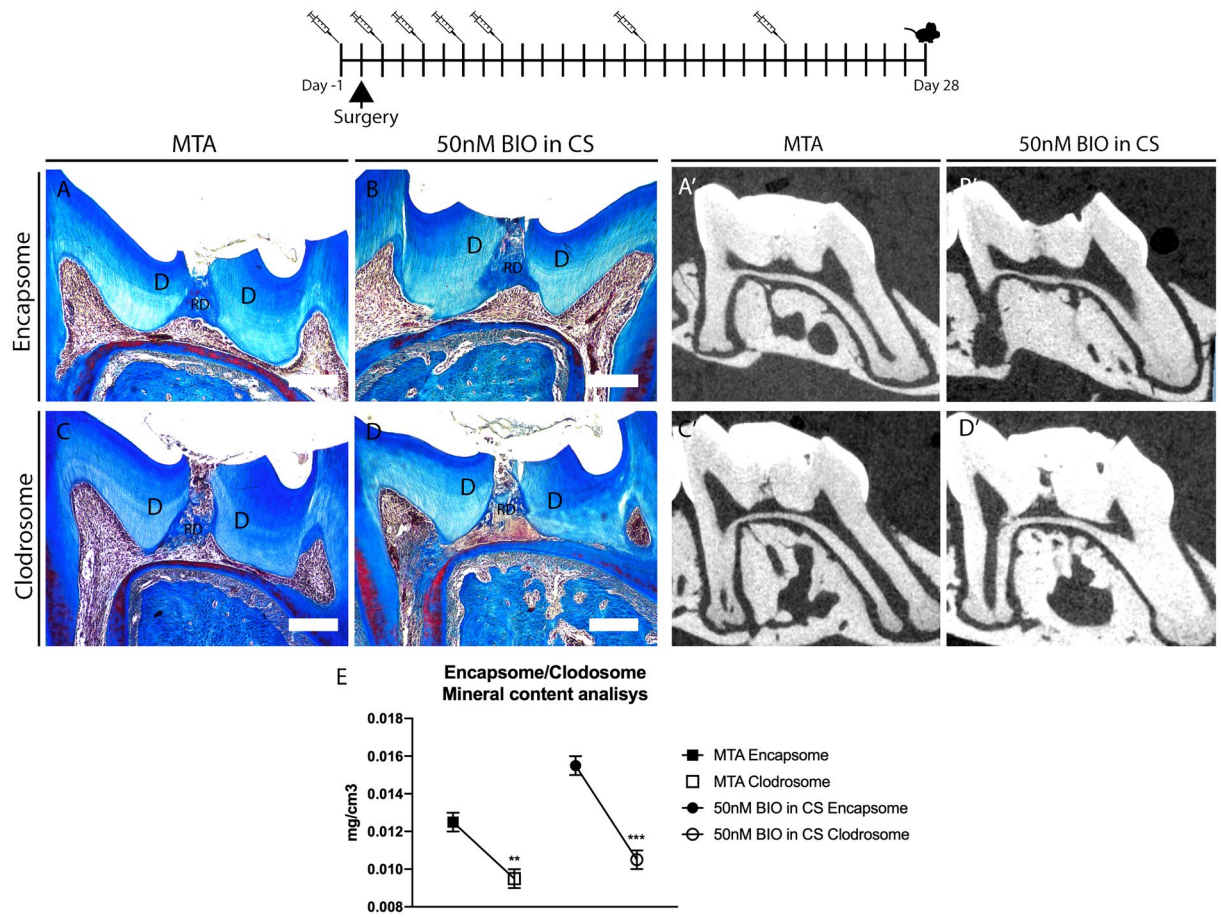 Day -1
Day 28
Surgery
MTA
50nM BIO in CS
MTA
50nM BIO in CS
Encapsome
A
D
D
RD
B
D
D
RD
A'
B'
Clodrosome
C
D
D
RD
D
D
D
RD
C'
D'
E
Encapsome/Clodosome
Mineral content analisys
mg/cm3
0.018
0.016
0.014
0.012
0.010
0.008
**
***
MTA Encapsome
MTA Clodrosome
50nM BIO in CS Encapsome
50nM BIO in CS Clodrosome